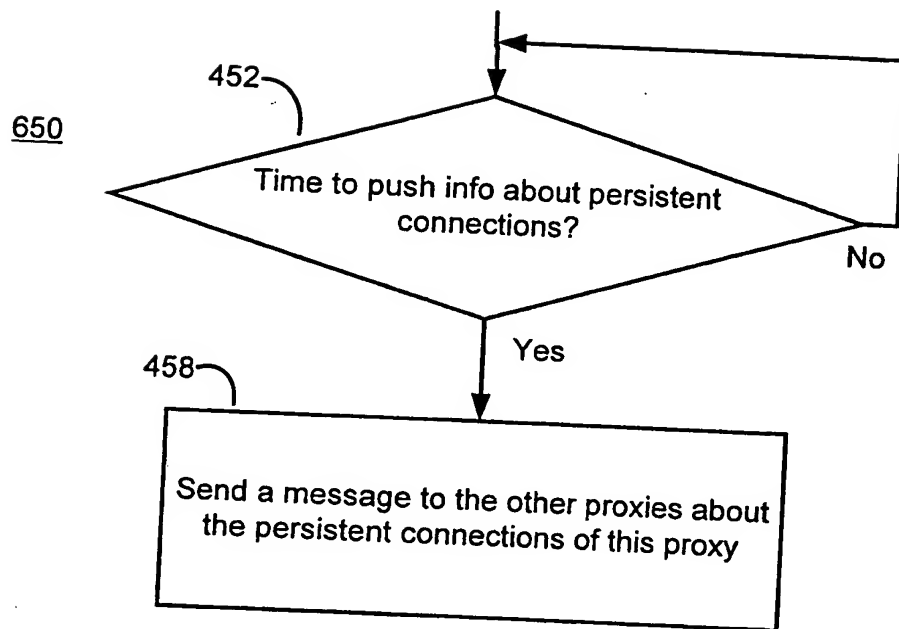 452
650
Time to push info about persistent
connections?
No
Yes
458
Send a message to the other proxies about
the persistent connections of this proxy